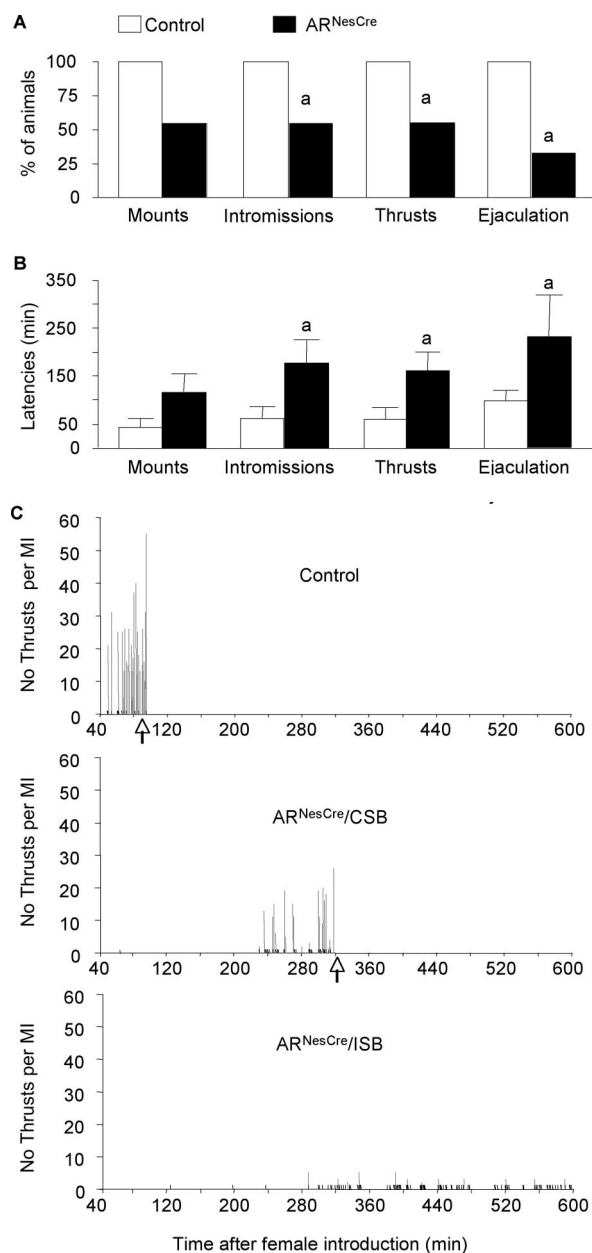 A
Control
AR^NesCre
% of animals
100
75
50
25
0
a
a
a
Mounts
Intromissions
Thrusts
Ejaculation
B
Latencies (min)
350
250
150
50
0
a
a
a
Mounts
Intromissions
Thrusts
Ejaculation
C
No Thrusts per MI
60
50
40
30
20
10
0
Control
40 120 200 280 360 440 520 600
No Thrusts per MI
60
50
40
30
20
10
0
AR^NesCre/CSB
40 120 200 280 360 440 520 600
No Thrusts per MI
60
50
40
30
20
10
0
AR^NesCre/ISB
40 120 200 280 360 440 520 600
Time after female introduction (min)